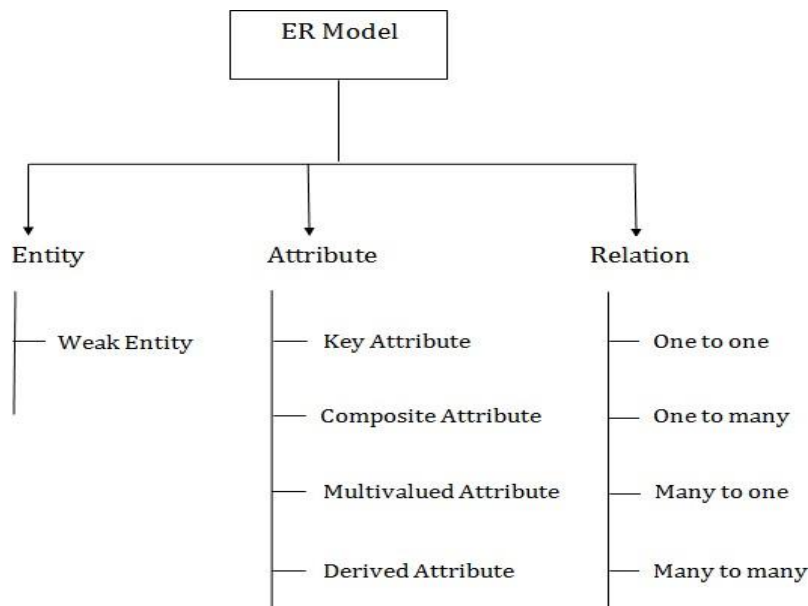 ER Model
Entity
Attribute
Relation
Weak Entity
Key Attribute
One to one
Composite Attribute
One to many
Multivalued Attribute
Many to one
Derived Attribute
Many to many